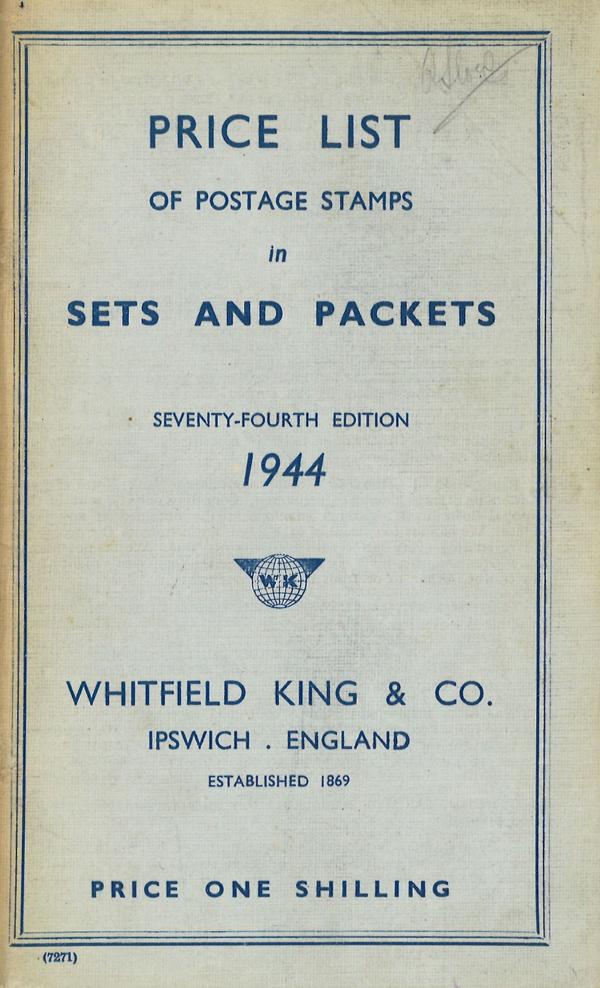 PRICE LIST
OF POSTAGE STAMPS
in
SETS AND PACKETS
SEVENTY-FOURTH EDITION
1944
WK
WHITFIELD KING & CO.
IPSWICH . ENGLAND
ESTABLISHED 1869
PRICE ONE SHILLING
(7271)